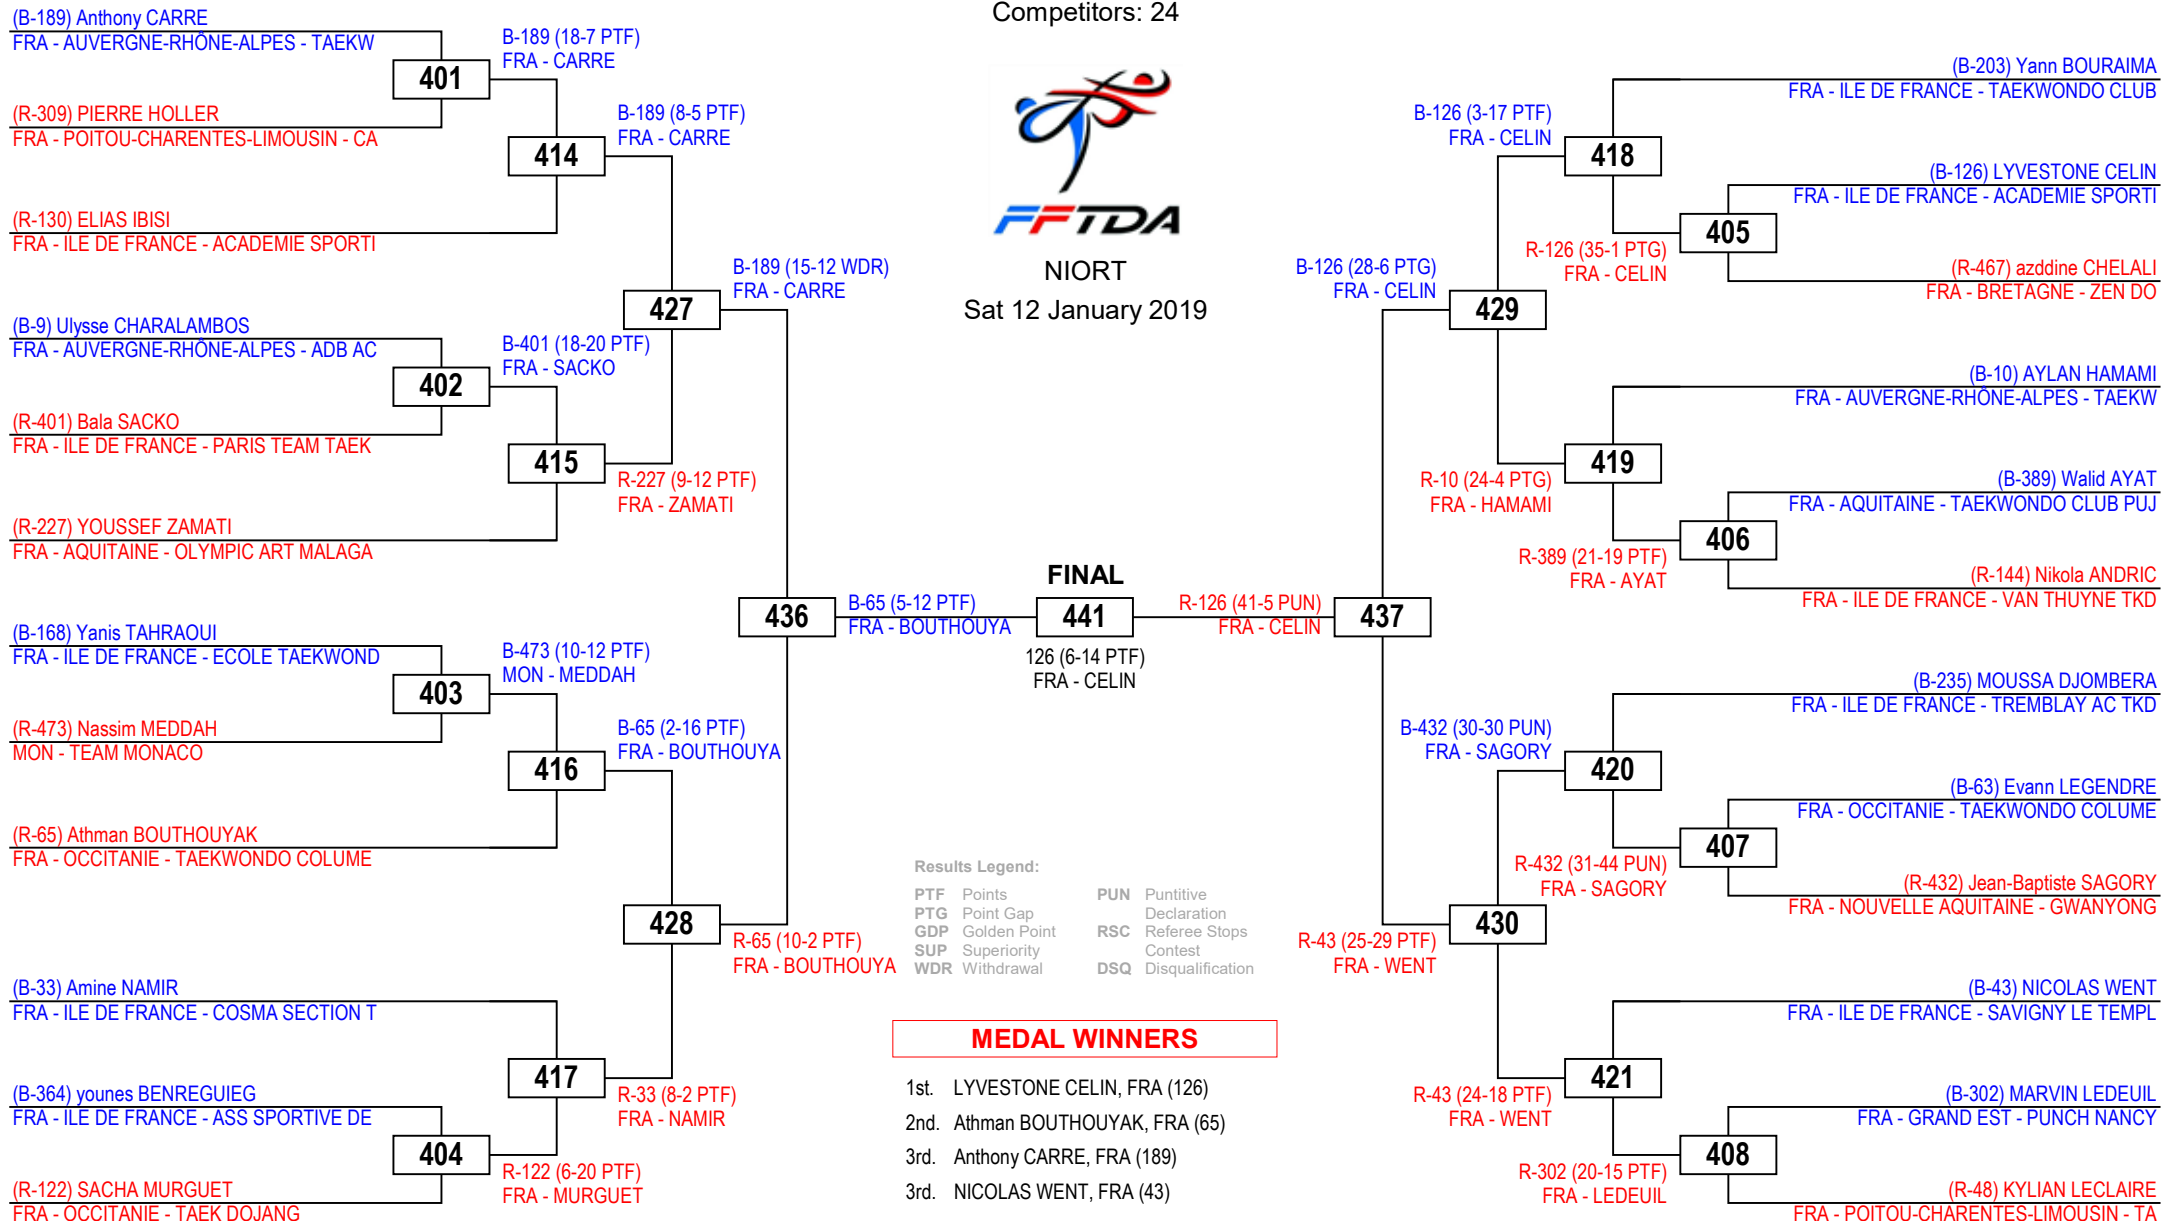 Competitors: 24
FFTDA
NIORT
Sat 12 January 2019
(B-189) Anthony CARRE
FRA - AUVERGNE-RHÔNE-ALPES - TAEKW
401
(R-309) PIERRE HOLLER
FRA - POITOU-CHARENTES-LIMOUSIN - CA
B-189 (18-7 PTF)
FRA - CARRE
414
(R-130) ELIAS IBISI
FRA - ILE DE FRANCE - ACADEMIE SPORTI
B-189 (8-5 PTF)
FRA - CARRE
427
B-189 (15-12 WDR)
FRA - CARRE
(B-9) Ulysse CHARALAMBOS
FRA - AUVERGNE-RHÔNE-ALPES - ADB AC
402
(R-401) Bala SACKO
FRA - ILE DE FRANCE - PARIS TEAM TAEK
B-401 (18-20 PTF)
FRA - SACKO
415
(R-227) YOUSSEF ZAMATI
FRA - AQUITAINE - OLYMPIC ART MALAGA
R-227 (9-12 PTF)
FRA - ZAMATI
436
B-65 (5-12 PTF)
FRA - BOUTHOUYA
(B-168) Yanis TAHRAOUI
FRA - ILE DE FRANCE - ECOLE TAEKWOND
403
(R-473) Nassim MEDDAH
MON - TEAM MONACO
B-473 (10-12 PTF)
MON - MEDDAH
416
(R-65) Athman BOUTHOUYAK
FRA - OCCITANIE - TAEKWONDO COLUME
B-65 (2-16 PTF)
FRA - BOUTHOUYA
428
R-65 (10-2 PTF)
FRA - BOUTHOUYA
(B-33) Amine NAMIR
FRA - ILE DE FRANCE - COSMA SECTION T
417
R-33 (8-2 PTF)
FRA - NAMIR
(B-364) younes BENREGUIEG
FRA - ILE DE FRANCE - ASS SPORTIVE DE
404
(R-122) SACHA MURGUET
FRA - OCCITANIE - TAEK DOJANG
R-122 (6-20 PTF)
FRA - MURGUET
FINAL
441
126 (6-14 PTF)
FRA - CELIN
R-126 (41-5 PUN)
FRA - CELIN
437
(B-203) Yann BOURAIMA
FRA - ILE DE FRANCE - TAEKWONDO CLUB
B-126 (3-17 PTF)
FRA - CELIN
418
(B-126) LYVESTONE CELIN
FRA - ILE DE FRANCE - ACADEMIE SPORTI
405
R-126 (35-1 PTG)
FRA - CELIN
(R-467) azddine CHELALI
FRA - BRETAGNE - ZEN DO
B-126 (28-6 PTG)
FRA - CELIN
429
(B-10) AYLAN HAMAMI
FRA - AUVERGNE-RHÔNE-ALPES - TAEKW
419
R-10 (24-4 PTG)
FRA - HAMAMI
(B-389) Walid AYAT
FRA - AQUITAINE - TAEKWONDO CLUB PUJ
406
R-389 (21-19 PTF)
FRA - AYAT
(R-144) Nikola ANDRIC
FRA - ILE DE FRANCE - VAN THUYNE TKD
(B-235) MOUSSA DJOMBERA
FRA - ILE DE FRANCE - TREMBLAY AC TKD
B-432 (30-30 PUN)
FRA - SAGORY
420
(B-63) Evann LEGENDRE
FRA - OCCITANIE - TAEKWONDO COLUME
407
R-432 (31-44 PUN)
FRA - SAGORY
(R-432) Jean-Baptiste SAGORY
FRA - NOUVELLE AQUITAINE - GWANYONG
430
R-43 (25-29 PTF)
FRA - WENT
(B-43) NICOLAS WENT
FRA - ILE DE FRANCE - SAVIGNY LE TEMPL
421
R-43 (24-18 PTF)
FRA - WENT
(B-302) MARVIN LEDEUIL
FRA - GRAND EST - PUNCH NANCY
408
R-302 (20-15 PTF)
FRA - LEDEUIL
(R-48) KYLIAN LECLAIRE
FRA - POITOU-CHARENTES-LIMOUSIN - TA
Results Legend:
PTF Points
PTG Point Gap
GDP Golden Point
SUP Superiority
WDR Withdrawal
PUN Puntitive
Declaration
RSC Referee Stops
Contest
DSQ Disqualification
MEDAL WINNERS
1st. LYVESTONE CELIN, FRA (126)
2nd. Athman BOUTHOUYAK, FRA (65)
3rd. Anthony CARRE, FRA (189)
3rd. NICOLAS WENT, FRA (43)